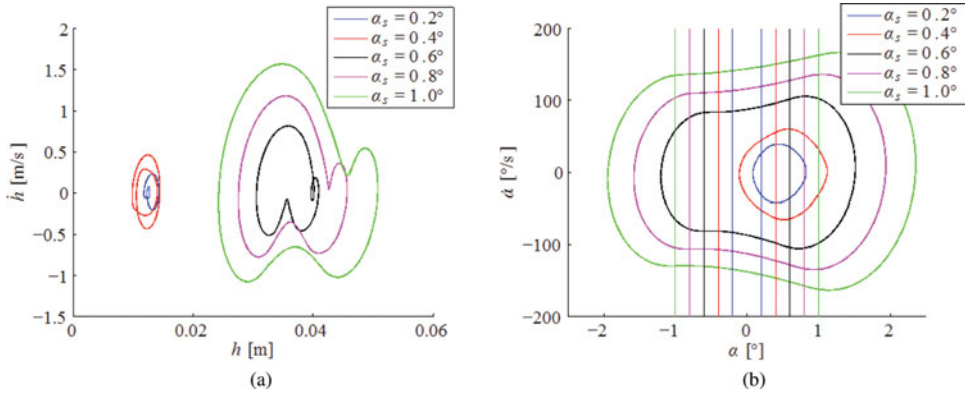 α_s = 0.2°
α_s = 0.4°
α_s = 0.6°
α_s = 0.8°
α_s = 1.0°
2
1.5
1
0.5
0
−0.5
−1
−1.5
ḣ [m/s]
0
0.02
0.04
0.06
h [m]
(a)
α_s = 0.2°
α_s = 0.4°
α_s = 0.6°
α_s = 0.8°
α_s = 1.0°
200
100
0
−100
−200
α̇ [°/s]
−2
−1
0
1
2
α [°]
(b)